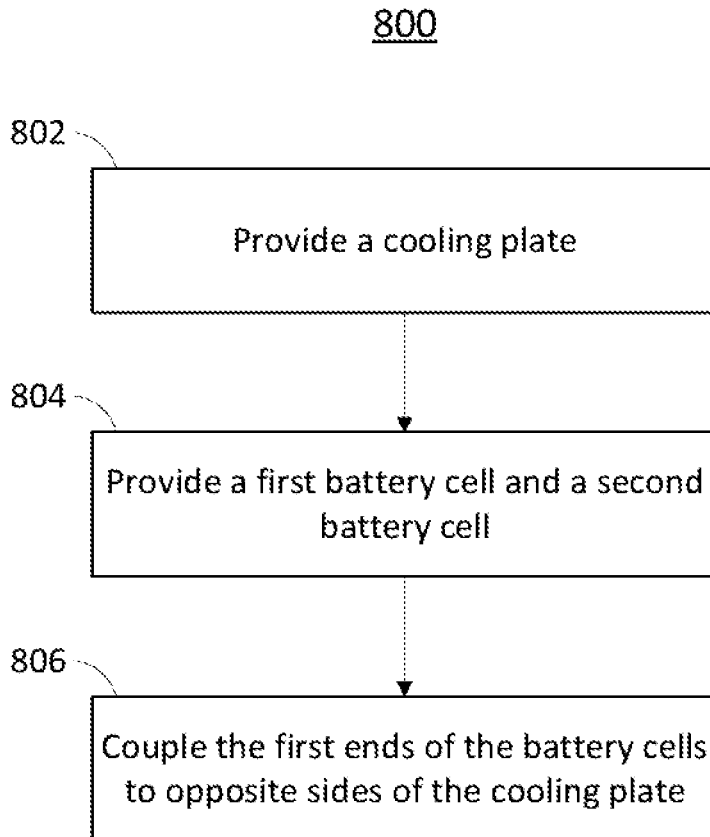 800
802
Provide a cooling plate
804
Provide a first battery cell and a second
battery cell
806
Couple the first ends of the battery cells
to opposite sides of the cooling plate